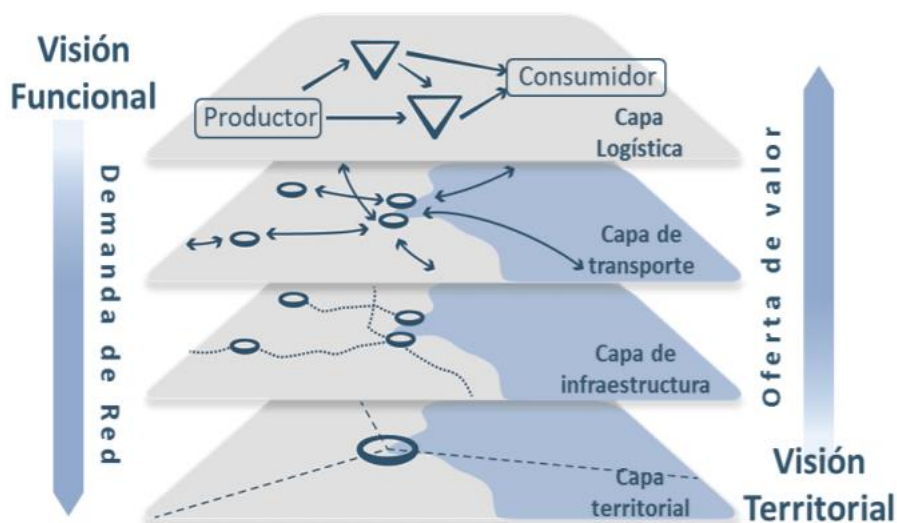 Visión
Funcional
Demanda de Red
Productor
Consumidor
Capa
Logística
Capa de
transporte
Capa de
infraestructura
Capa
territorial
Oferta de valor
Visión
Territorial